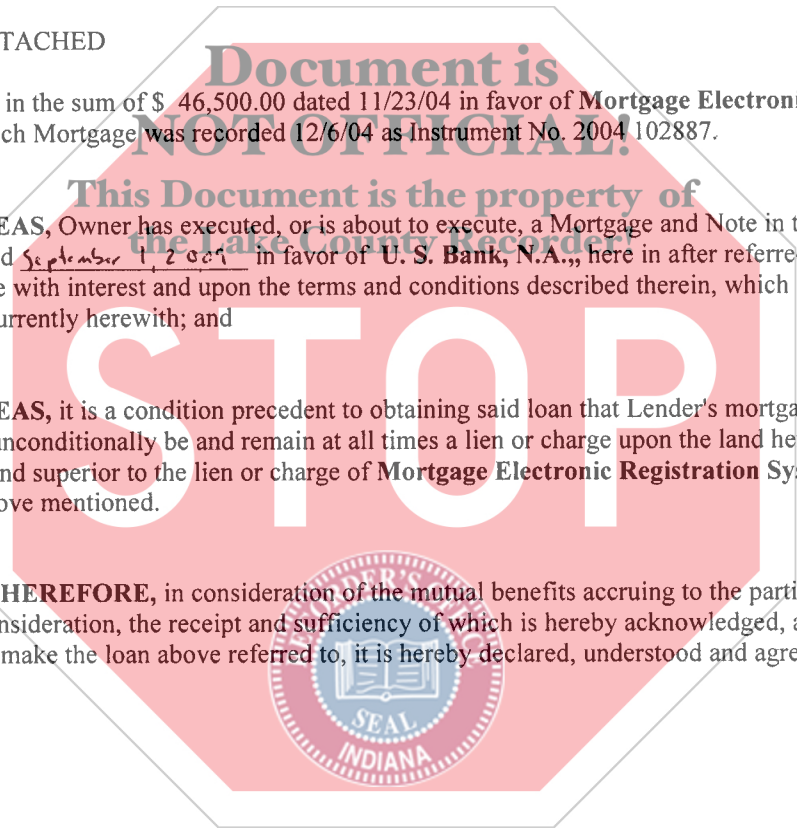 TACHED
Document is
in the sum of $ 46,500.00 dated 11/23/04 in favor of Mortgage Electron
ch Mortgage was recorded 12/6/04 as Instrument No. 2004 102887.
NOT OFFICIAL!
This Document is the property of
EAS, Owner has executed, or is about to execute, a Mortgage and Note in t
the Lake County Recorder!
d September 1, 2009 in favor of U. S. Bank, N.A.,, here in after referre
e with interest and upon the terms and conditions described therein, which
urrently herewith; and
STOP
EAS, it is a condition precedent to obtaining said loan that Lender's mortga
unconditionally be and remain at all times a lien or charge upon the land he
nd superior to the lien or charge of Mortgage Electronic Registration Sy
ove mentioned.
HEREFORE, in consideration of the mutual benefits accruing to the parti
nsideration, the receipt and sufficiency of which is hereby acknowledged, a
make the loan above referred to, it is hereby declared, understood and agre
RECORDER'S OFFICE
SEAL
INDIANA